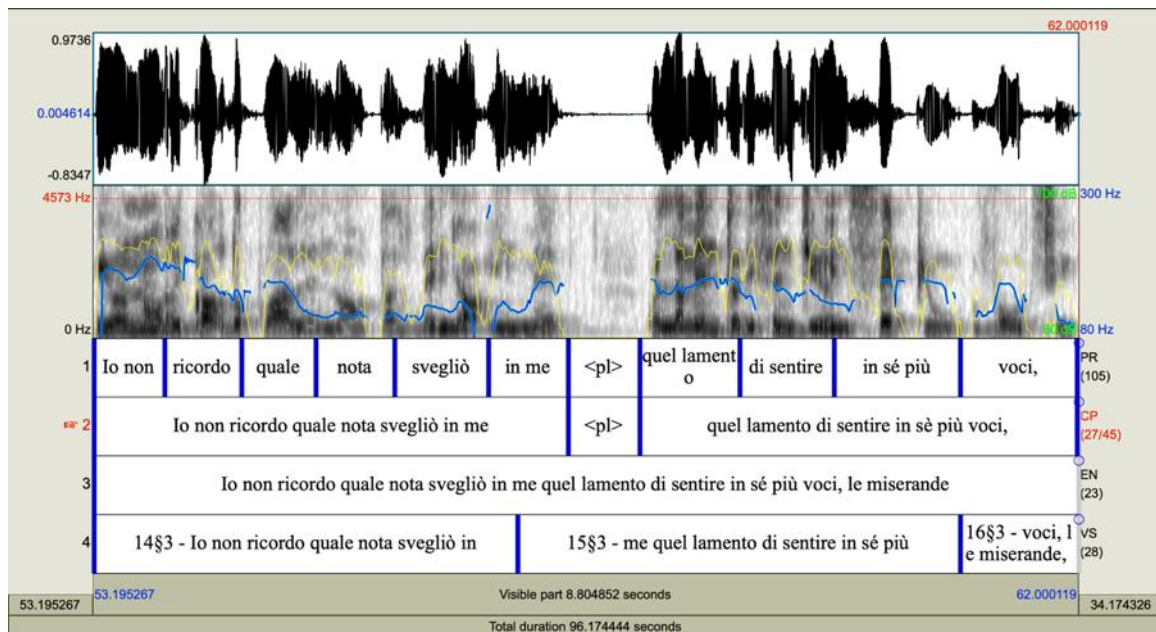 62.000119
0.9736
0.004614
-0.8347
4573 Hz
100 dB
300 Hz
0 Hz
80 Hz
1
Io non
ricordo
quale
nota
svegliò
in me
<pl>
quel lament
o
di sentire
in sé più
voci,
PR
(105)
2
Io non ricordo quale nota svegliò in me
<pl>
quel lamento di sentire in sè più voci,
CP
(27/45)
3
Io non ricordo quale nota svegliò in me quel lamento di sentire in sé più voci, le miserande
EN
(23)
4
14§3 - Io non ricordo quale nota svegliò in
15§3 - me quel lamento di sentire in sé più
16§3 - voci, l
e miserande,
VS
(28)
53.195267
53.195267
Visible part 8.804852 seconds
62.000119
34.174326
Total duration 96.174444 seconds